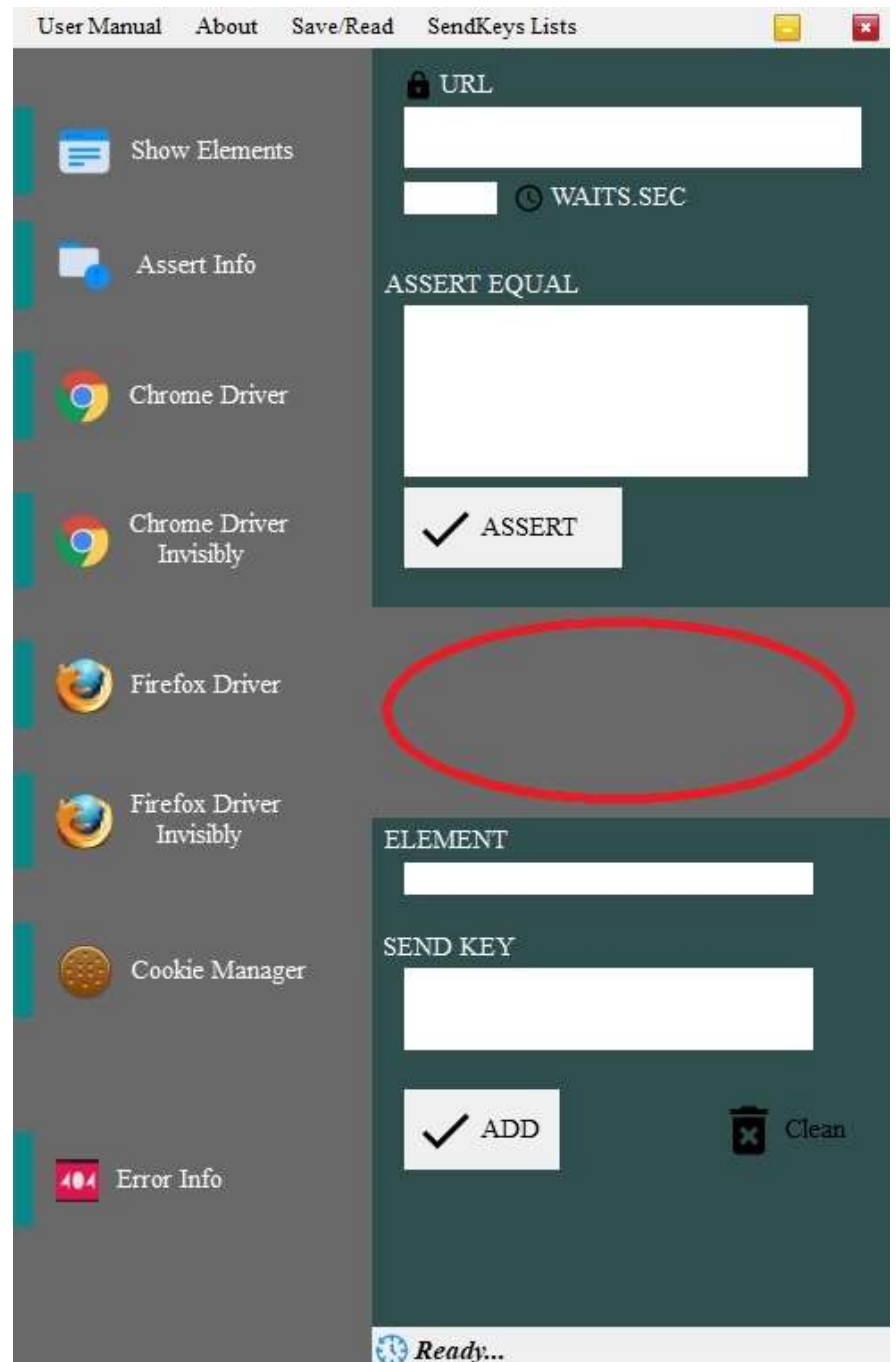 User Manual About Save/Read SendKeys Lists
Show Elements
Assert Info
Chrome Driver
Chrome Driver
Invisibly
Firefox Driver
Firefox Driver
Invisibly
Cookie Manager
404 Error Info
URL
WAITS.SEC
ASSERT EQUAL
ASSERT
ELEMENT
SEND KEY
ADD Clean
Ready...